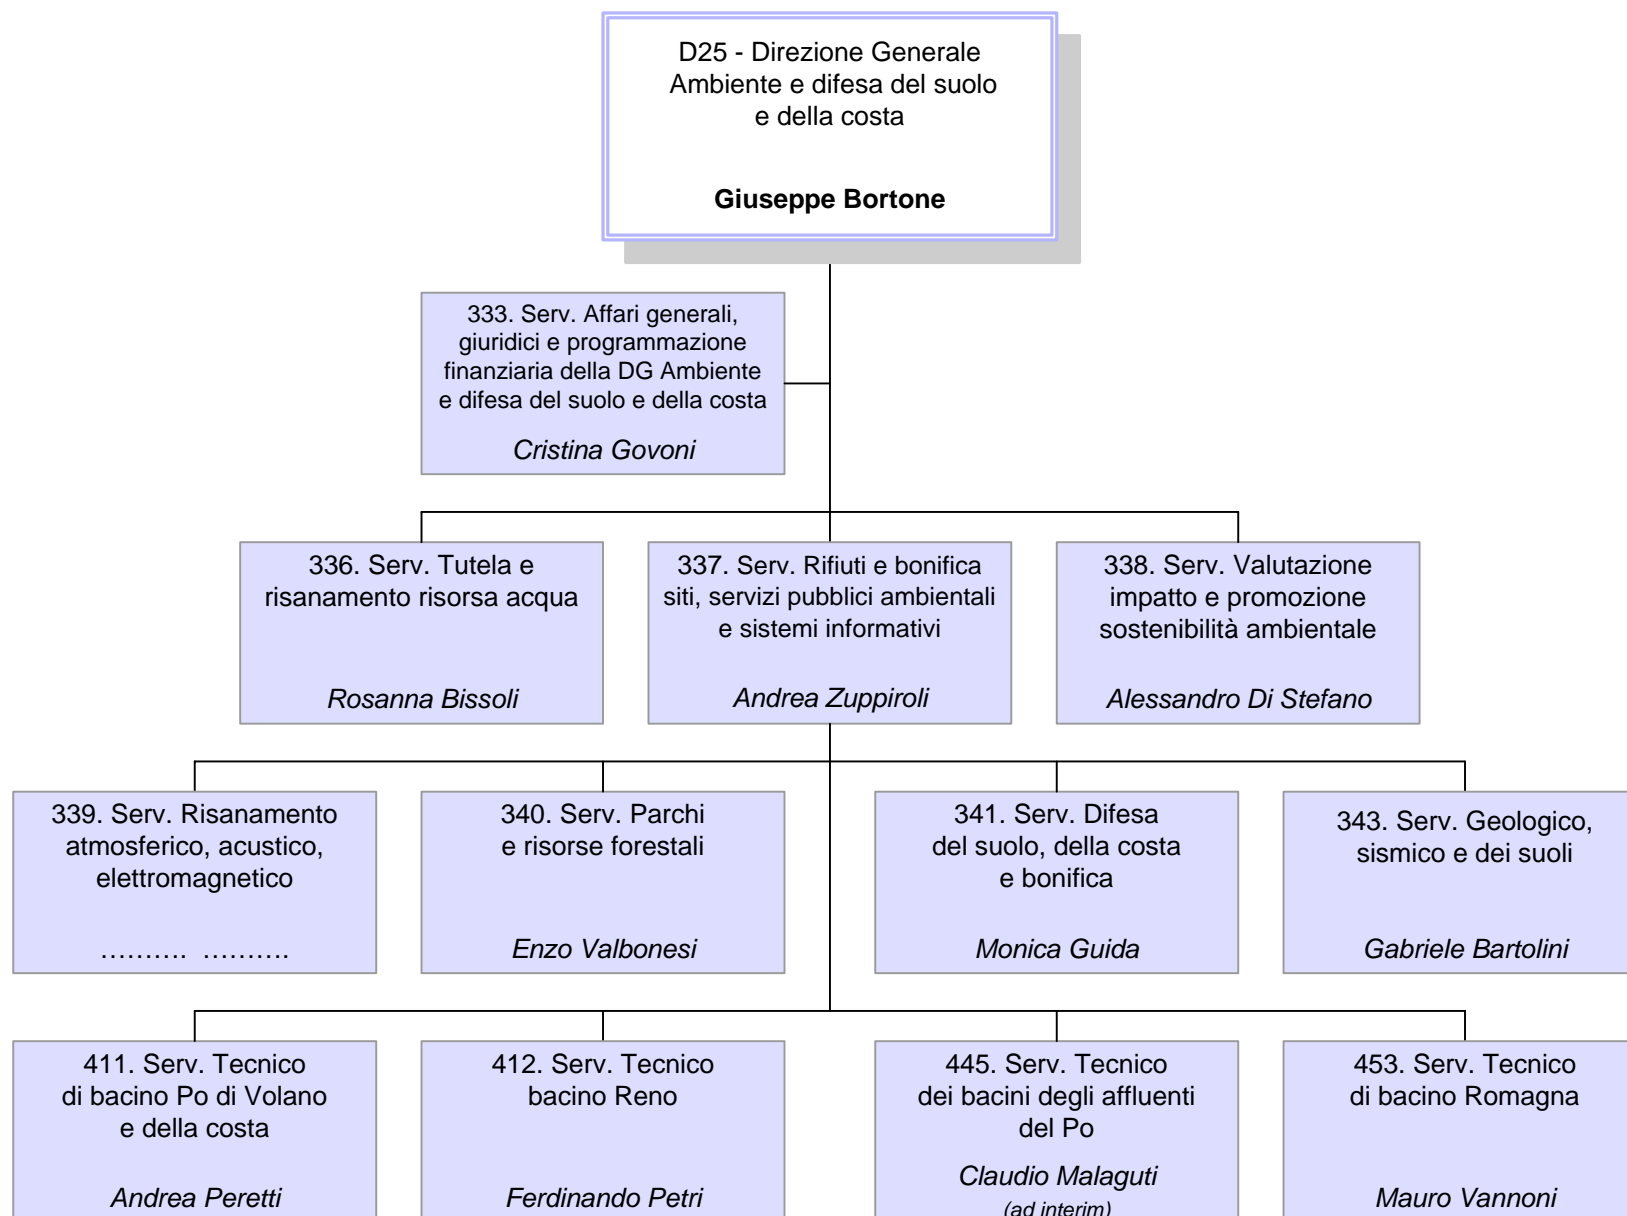 D25 - Direzione Generale
Ambiente e difesa del suolo
e della costa
Giuseppe Bortone
333. Serv. Affari generali,
giuridici e programmazione
finanziaria della DG Ambiente
e difesa del suolo e della costa
Cristina Govoni
336. Serv. Tutela e
risanamento risorsa acqua
Rosanna Bissoli
337. Serv. Rifiuti e bonifica
siti, servizi pubblici ambientali
e sistemi informativi
Andrea Zuppiroli
338. Serv. Valutazione
impatto e promozione
sostenibilità ambientale
Alessandro Di Stefano
339. Serv. Risanamento
atmosferico, acustico,
elettromagnetico
………. ……….
340. Serv. Parchi
e risorse forestali
Enzo Valbonesi
341. Serv. Difesa
del suolo, della costa
e bonifica
Monica Guida
343. Serv. Geologico,
sismico e dei suoli
Gabriele Bartolini
411. Serv. Tecnico
di bacino Po di Volano
e della costa
Andrea Peretti
412. Serv. Tecnico
bacino Reno
Ferdinando Petri
445. Serv. Tecnico
dei bacini degli affluenti
del Po
Claudio Malaguti
(ad interim)
453. Serv. Tecnico
di bacino Romagna
Mauro Vannoni